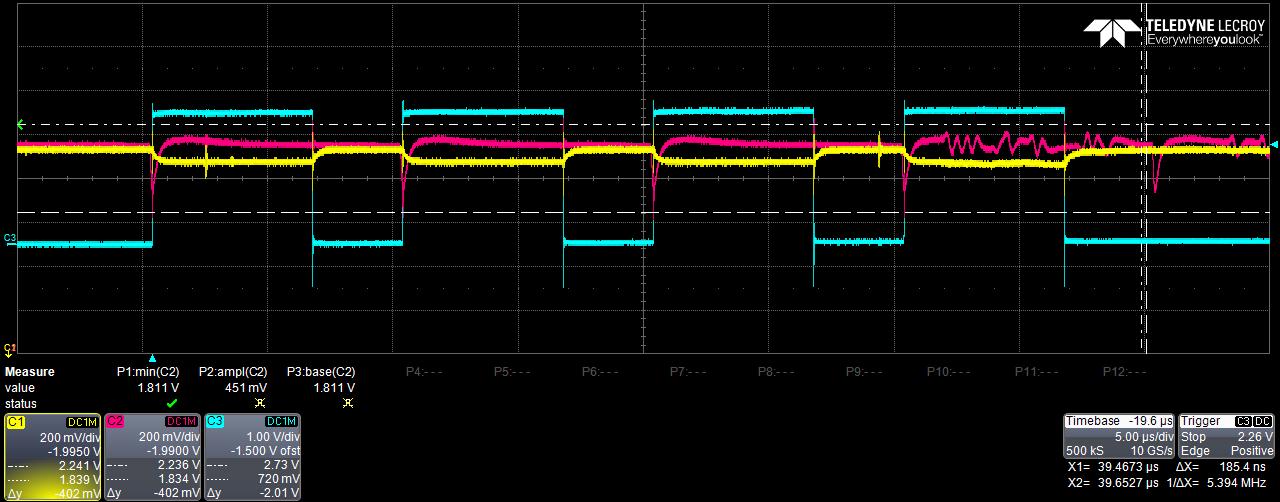 TELEDYNE LECROY
Everywhereyoulook™
C3
C1
Measure P1:min(C2) P2:ampl(C2) P3:base(C2) P4:--- P5:--- P6:--- P7:--- P8:--- P9:--- P10:--- P11:--- P12:---
value 1.811 V 451 mV 1.811 V
status
C1 DC1M C2 DC1M C3 DC1M Timebase -19.6 µs Trigger C3 DC
200 mV/div 200 mV/div 1.00 V/div 5.00 µs/div Stop 2.26 V
-1.9950 V -1.9900 V -1.500 V ofst 500 kS 10 GS/s Edge Positive
2.241 V 2.236 V 2.73 V X1= 39.4673 µs ΔX= 185.4 ns
1.839 V 1.834 V 720 mV X2= 39.6527 µs 1/ΔX= 5.394 MHz
Δy -402 mV Δy -402 mV Δy -2.01 V